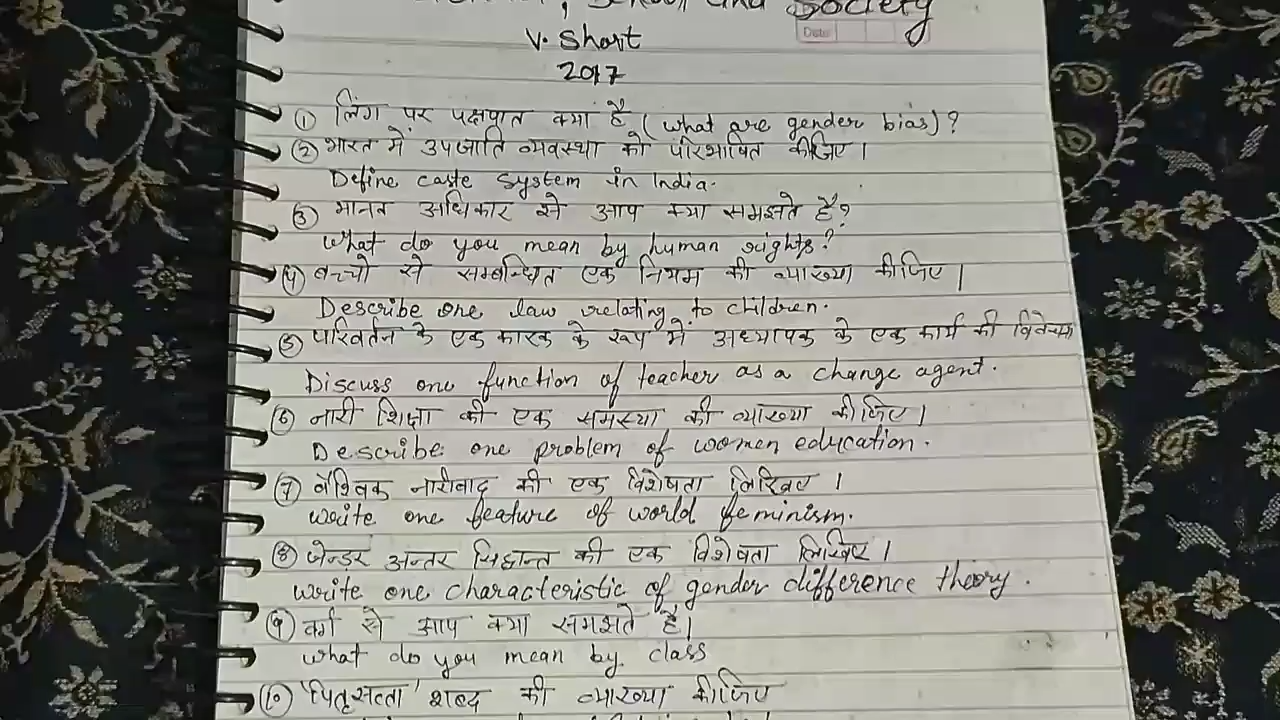 School and Society
Date
V. Short
2017
① लिंग पर पक्षपात क्यां है (what are gender bias)?
② भारत में उपजाति व्यवस्था को परिभाषित कीजिए।
Define caste system in India.
③ मानव अधिकार से आप क्या समझते है?
What do you mean by human rights?
④ बच्चो से सम्बन्धित एक नियम की व्याख्या कीजिए।
Describe one law relating to children.
⑤ परिवर्तन के एक कारक के रूप में अध्यापक के एक कार्य की
Discuss one function of teacher as a change agent.
⑥ नारी शिक्षा की एक समस्या की व्याख्या कीजिए।
Describe one problem of women education.
⑦ वैश्विक नारीवाद की एक विशेषता लिखिए।
Write one feature of world feminism.
⑧ जेन्डर अन्तर सिद्धान्त की एक विशेषता लिखिए।
Write one characteristic of gender difference theory.
⑨ वर्ग से आप क्या समझते है।
What do you mean by class
⑩ 'पितृसत्ता' शब्द की व्याख्या कीजिए